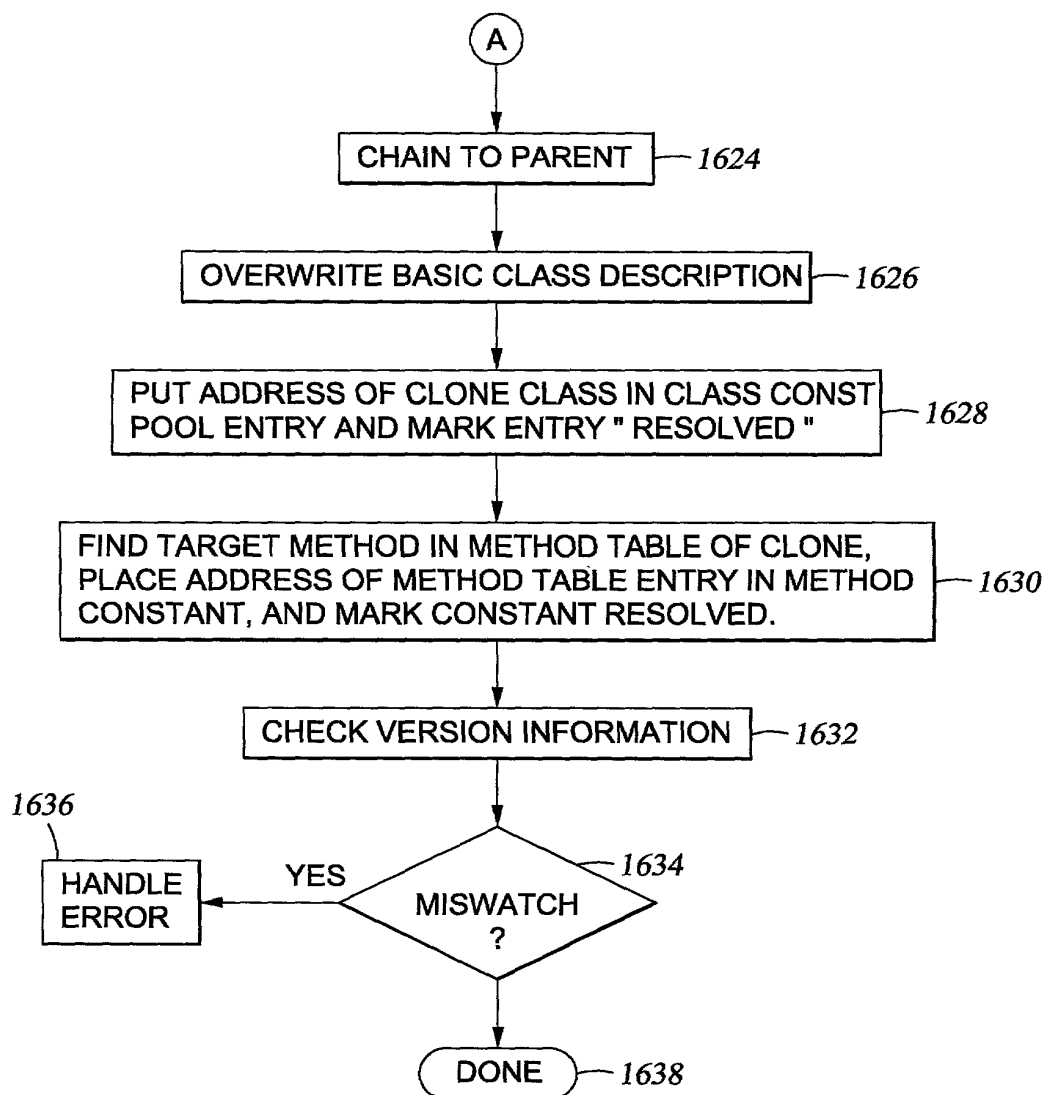 A
CHAIN TO PARENT
1624
OVERWRITE BASIC CLASS DESCRIPTION
1626
PUT ADDRESS OF CLONE CLASS IN CLASS CONST
POOL ENTRY AND MARK ENTRY " RESOLVED "
1628
FIND TARGET METHOD IN METHOD TABLE OF CLONE,
PLACE ADDRESS OF METHOD TABLE ENTRY IN METHOD
CONSTANT, AND MARK CONSTANT RESOLVED.
1630
CHECK VERSION INFORMATION
1632
1636
HANDLE
ERROR
YES
1634
MISWATCH
?
DONE
1638